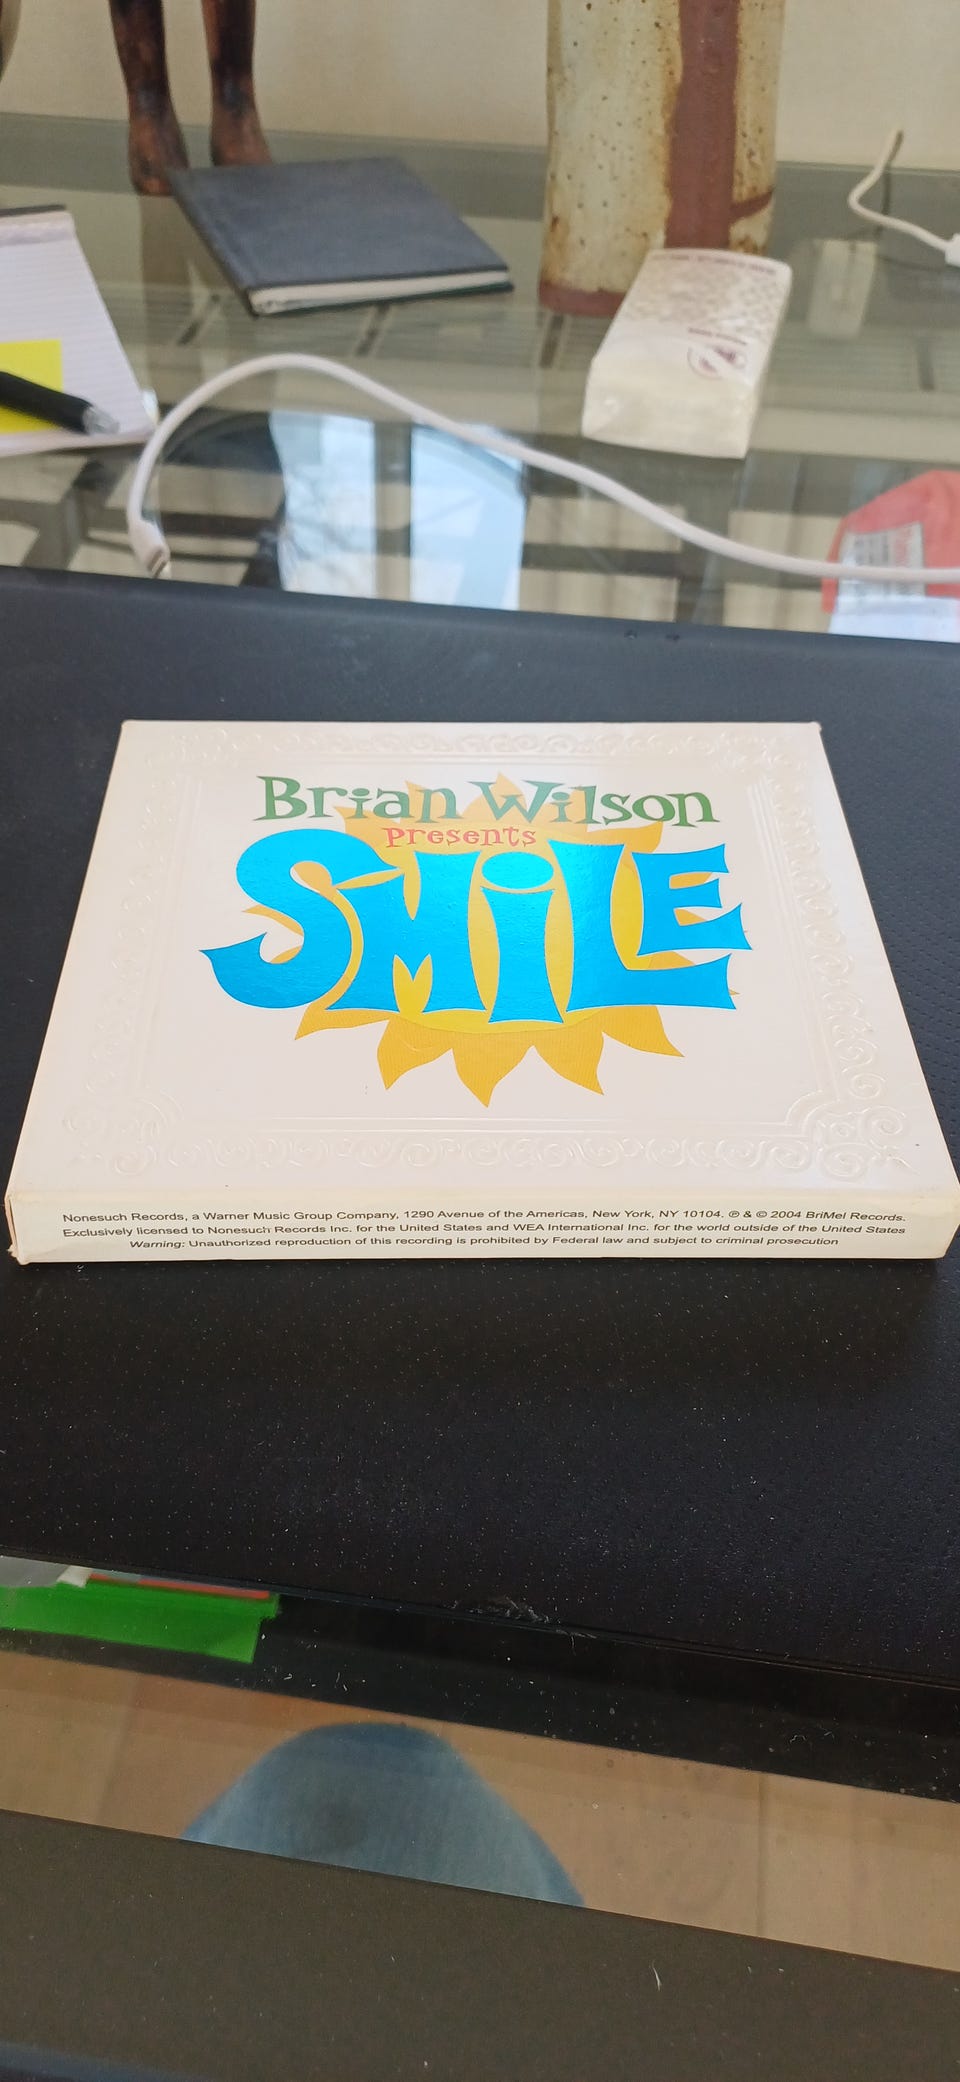 Brian Wilson
Presents
SMiLE
Nonesuch Records, a Warner Music Group Company, 1290 Avenue of the Americas, New York, NY 10104. ℗ & © 2004 BriMel Records.
Exclusively licensed to Nonesuch Records Inc. for the United States and WEA International Inc. for the world outside of the United States
Warning: Unauthorized reproduction of this recording is prohibited by Federal law and subject to criminal prosecution